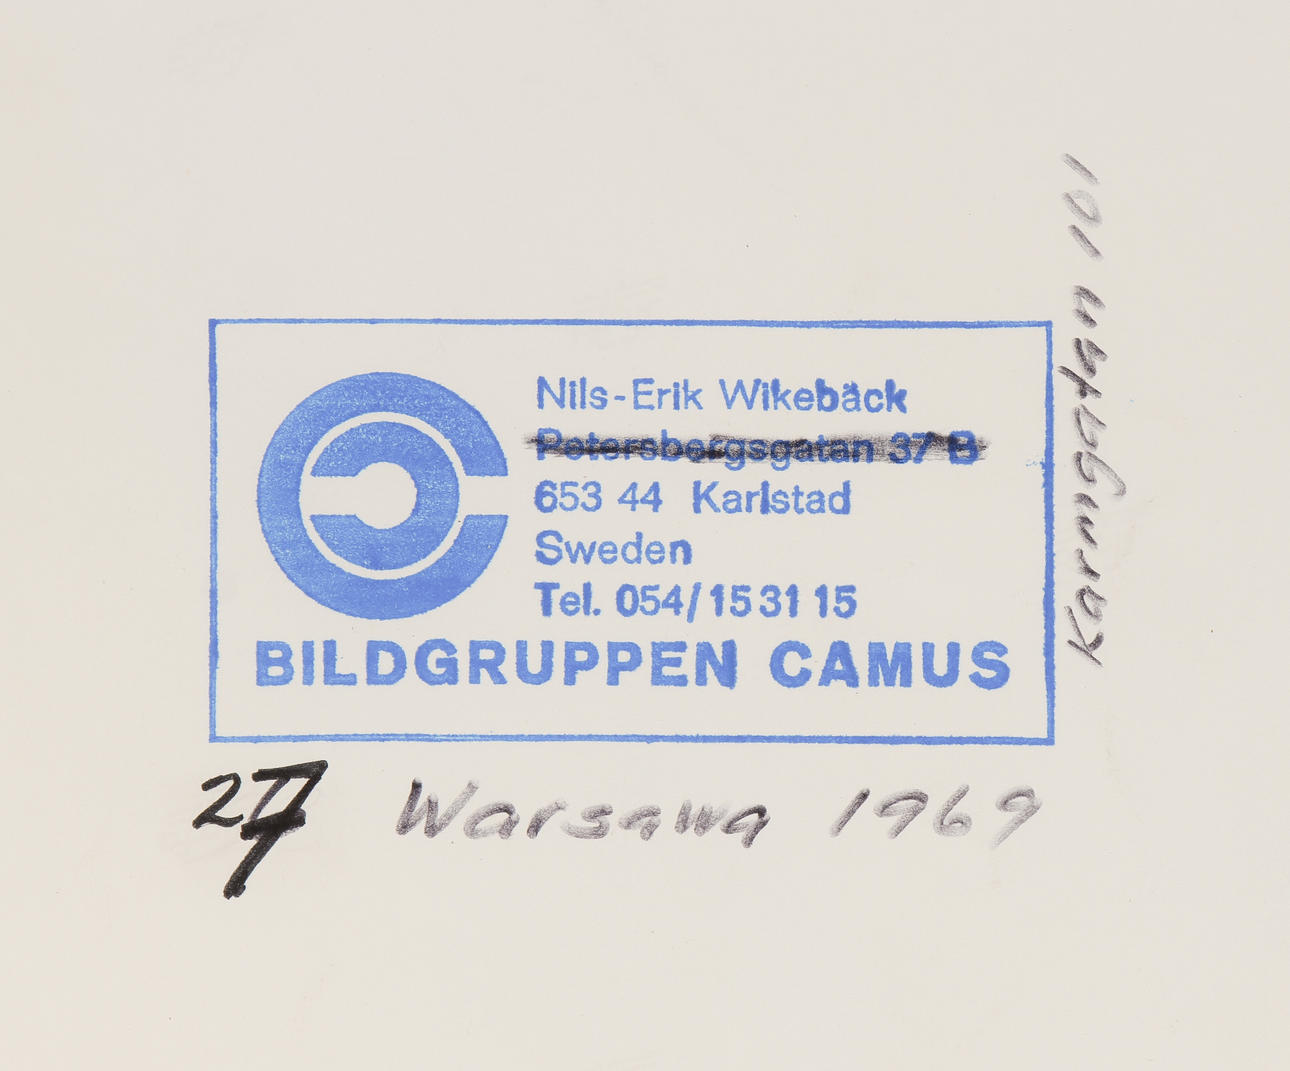 Nils-Erik Wikebäck
Petersbergsgatan 37 B
653 44 Karlstad
Sweden
Tel. 054/15 31 15
BILDGRUPPEN CAMUS
Karmgatan 101
27 Warsawa 1969